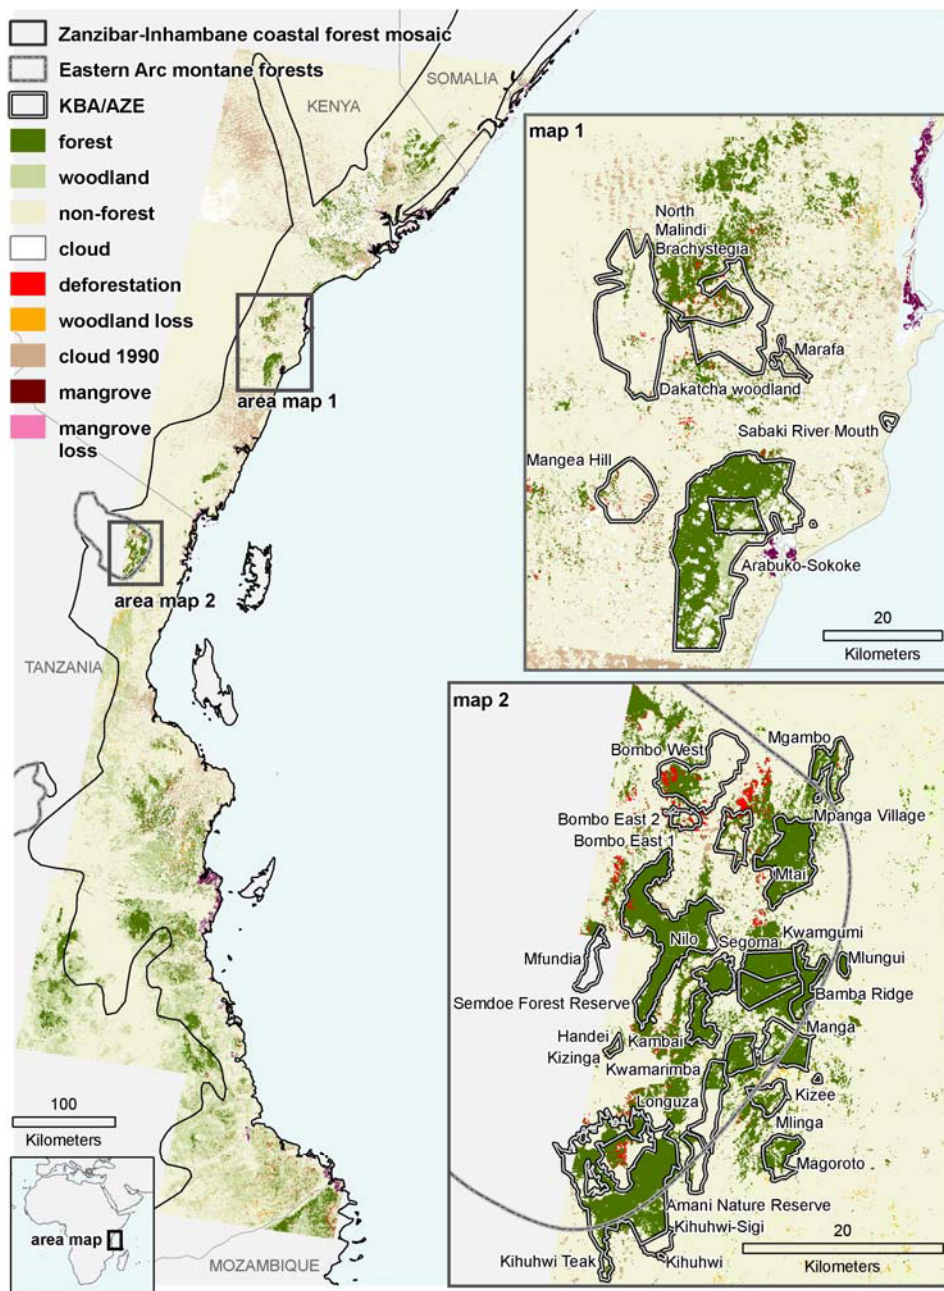 Zanzibar-Inhambane coastal forest mosaic
Eastern Arc montane forests
KBA/AZE
forest
woodland
non-forest
cloud
deforestation
woodland loss
cloud 1990
mangrove
mangrove
loss
SOMALIA
KENYA
area map 1
area map 2
TANZANIA
100
Kilometers
area map
MOZAMBIQUE
map 1
North
Malindi
Brachystegia
Marafa
Dakatcha woodland
Sabaki River Mouth
Mangea Hill
Arabuko-Sokoke
20
Kilometers
map 2
Mgambo
Bombo West
Mpanga Village
Bombo East 2
Bombo East 1
Mtai
Kwamgumi
Nilo
Segoma
Mfundia
Mlungui
Semdoe Forest Reserve
Bamba Ridge
Handei
Kambai
Manga
Kizinga
Kwamarimba
Longuza
Kizee
Mlinga
Magoroto
Amani Nature Reserve
Kihuhwi-Sigi
20
Kihuhwi Teak
Kihuhwi
Kilometers